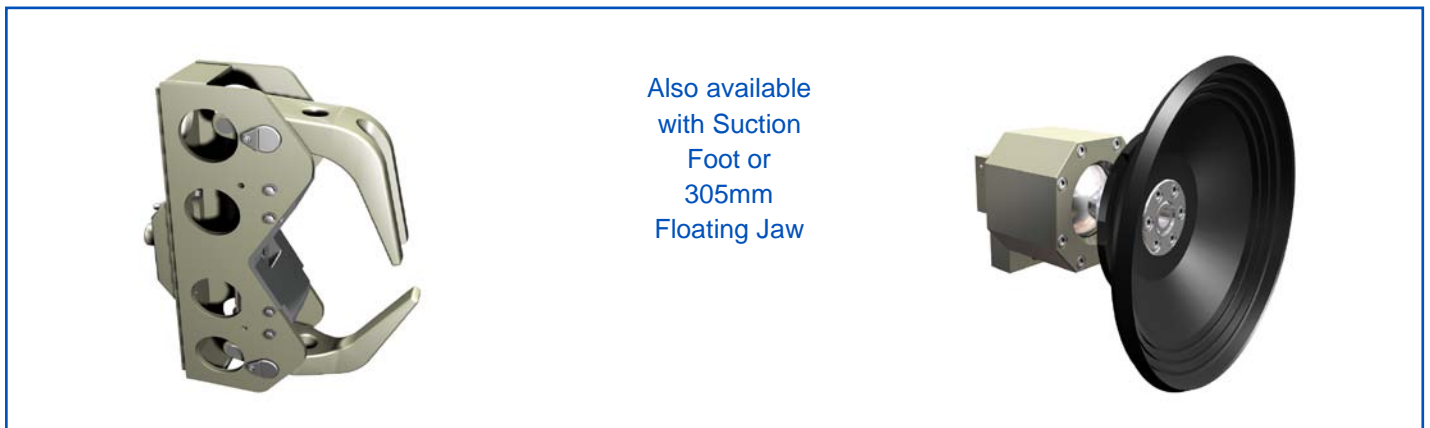 Also available
with Suction
Foot or
305mm
Floating Jaw